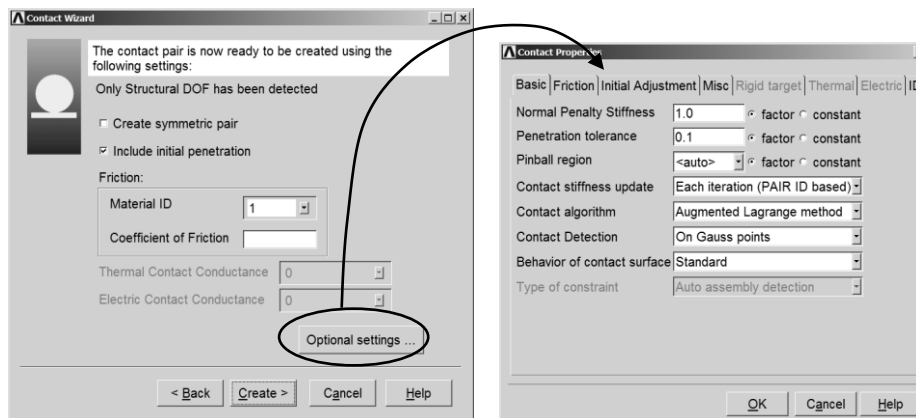 Contact Wizard
The contact pair is now ready to be created using the
following settings:
Only Structural DOF has been detected
Create symmetric pair
Include initial penetration
Friction:
Material ID 1
Coefficient of Friction
Thermal Contact Conductance 0
Electric Contact Conductance 0
Optional settings ...
< Back Create > Cancel Help
Contact Properties
Basic Friction Initial Adjustment Misc Rigid target Thermal Electric ID
Normal Penalty Stiffness 1.0 factor constant
Penetration tolerance 0.1 factor constant
Pinball region <auto> factor constant
Contact stiffness update Each iteration (PAIR ID based)
Contact algorithm Augmented Lagrange method
Contact Detection On Gauss points
Behavior of contact surface Standard
Type of constraint Auto assembly detection
OK Cancel Help